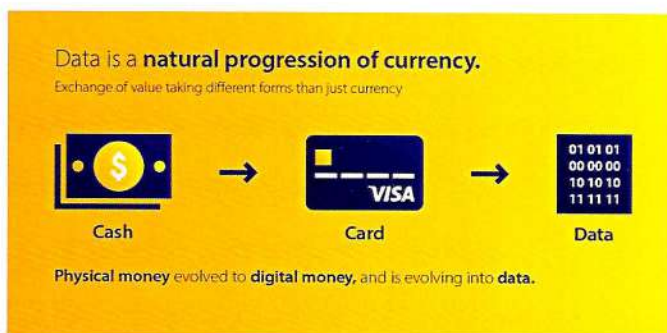 Data is a natural progression of currency.
Exchange of value taking different forms than just currency
$
VISA
01 01 01
00 00 00
10 10 10
11 11 11
Cash
Card
Data
Physical money evolved to digital money, and is evolving into data.